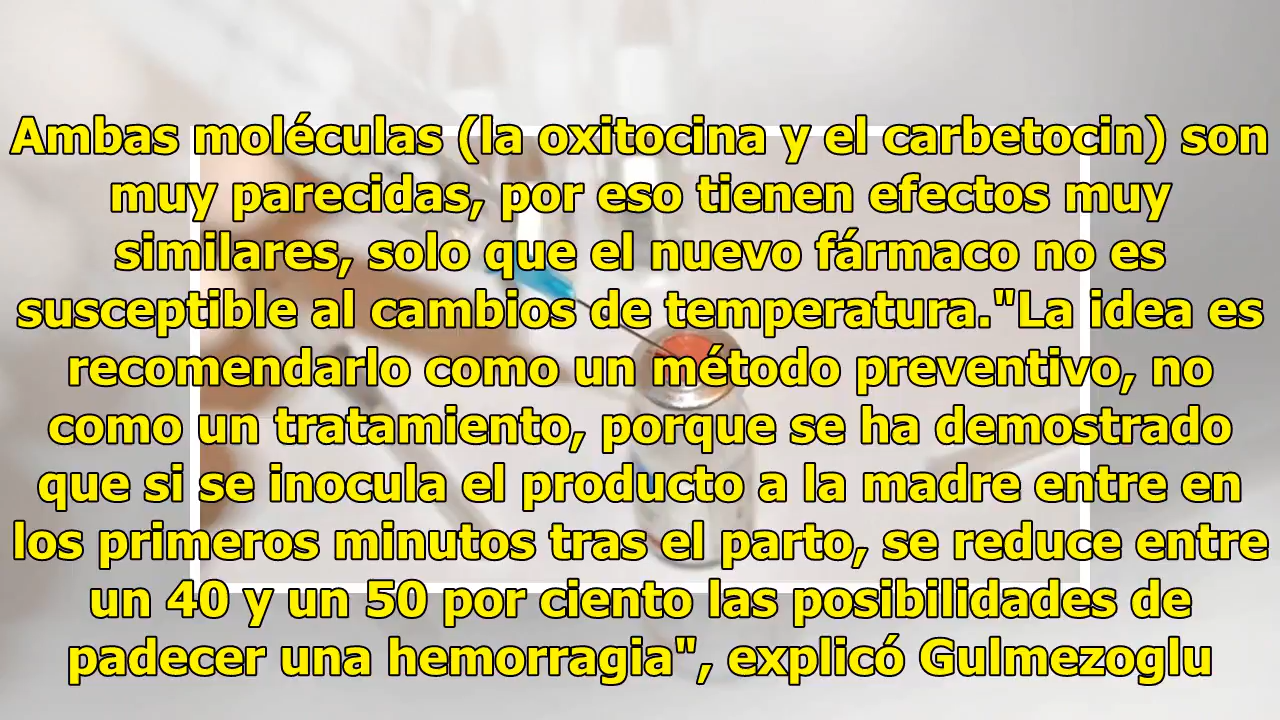 Ambas moléculas (la oxitocina y el carbetocin) son
muy parecidas, por eso tienen efectos muy
similares, solo que el nuevo fármaco no es
susceptible al cambios de temperatura."La idea es
recomendarlo como un método preventivo, no
como un tratamiento, porque se ha demostrado
que si se inocula el producto a la madre entre en
los primeros minutos tras el parto, se reduce entre
un 40 y un 50 por ciento las posibilidades de
padecer una hemorragia", explicó Gulmezoglu